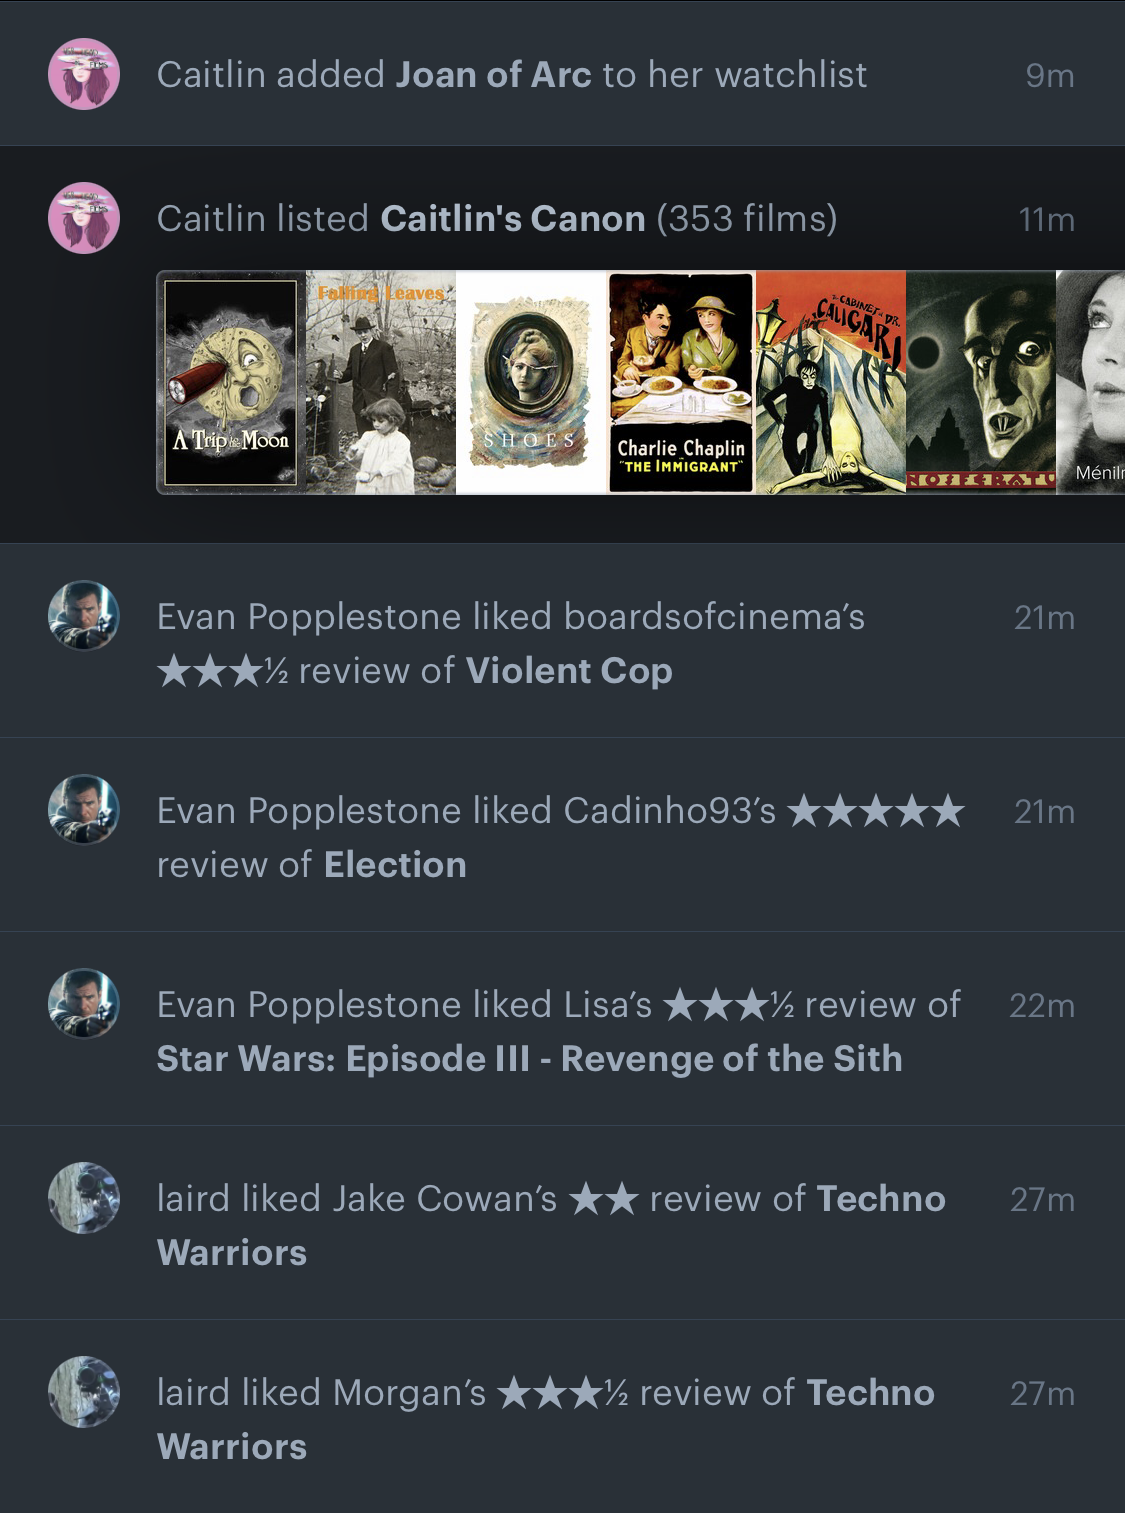 Caitlin added Joan of Arc to her watchlist 9m
Caitlin listed Caitlin's Canon (353 films) 11m
A Trip to the Moon
Falling Leaves
SHOES
Charlie Chaplin
in
"THE IMMIGRANT"
THE CABINET OF DR.
CALIGARI
NOSFERATU
Ménilr
Evan Popplestone liked boardsofcinema’s 21m
★★★½ review of Violent Cop
Evan Popplestone liked Cadinho93’s ★★★★★ 21m
review of Election
Evan Popplestone liked Lisa’s ★★★½ review of 22m
Star Wars: Episode III - Revenge of the Sith
laird liked Jake Cowan’s ★★ review of Techno 27m
Warriors
laird liked Morgan’s ★★★½ review of Techno 27m
Warriors